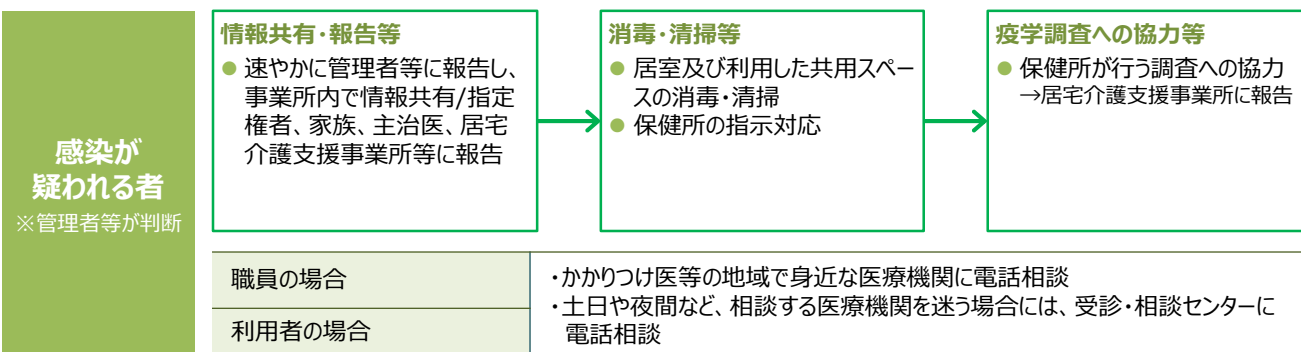 感染が
疑われる者
※管理者等が判断
情報共有・報告等
● 速やかに管理者等に報告し、
事業所内で情報共有/指定
権者、家族、主治医、居宅
介護支援事業所等に報告
消毒・清掃等
● 居室及び利用した共用スペー
スの消毒・清掃
● 保健所の指示対応
疫学調査への協力等
● 保健所が行う調査への協力
→居宅介護支援事業所に報告
職員の場合
利用者の場合
・かかりつけ医等の地域で身近な医療機関に電話相談
・土日や夜間など、相談する医療機関を迷う場合には、受診・相談センターに
電話相談